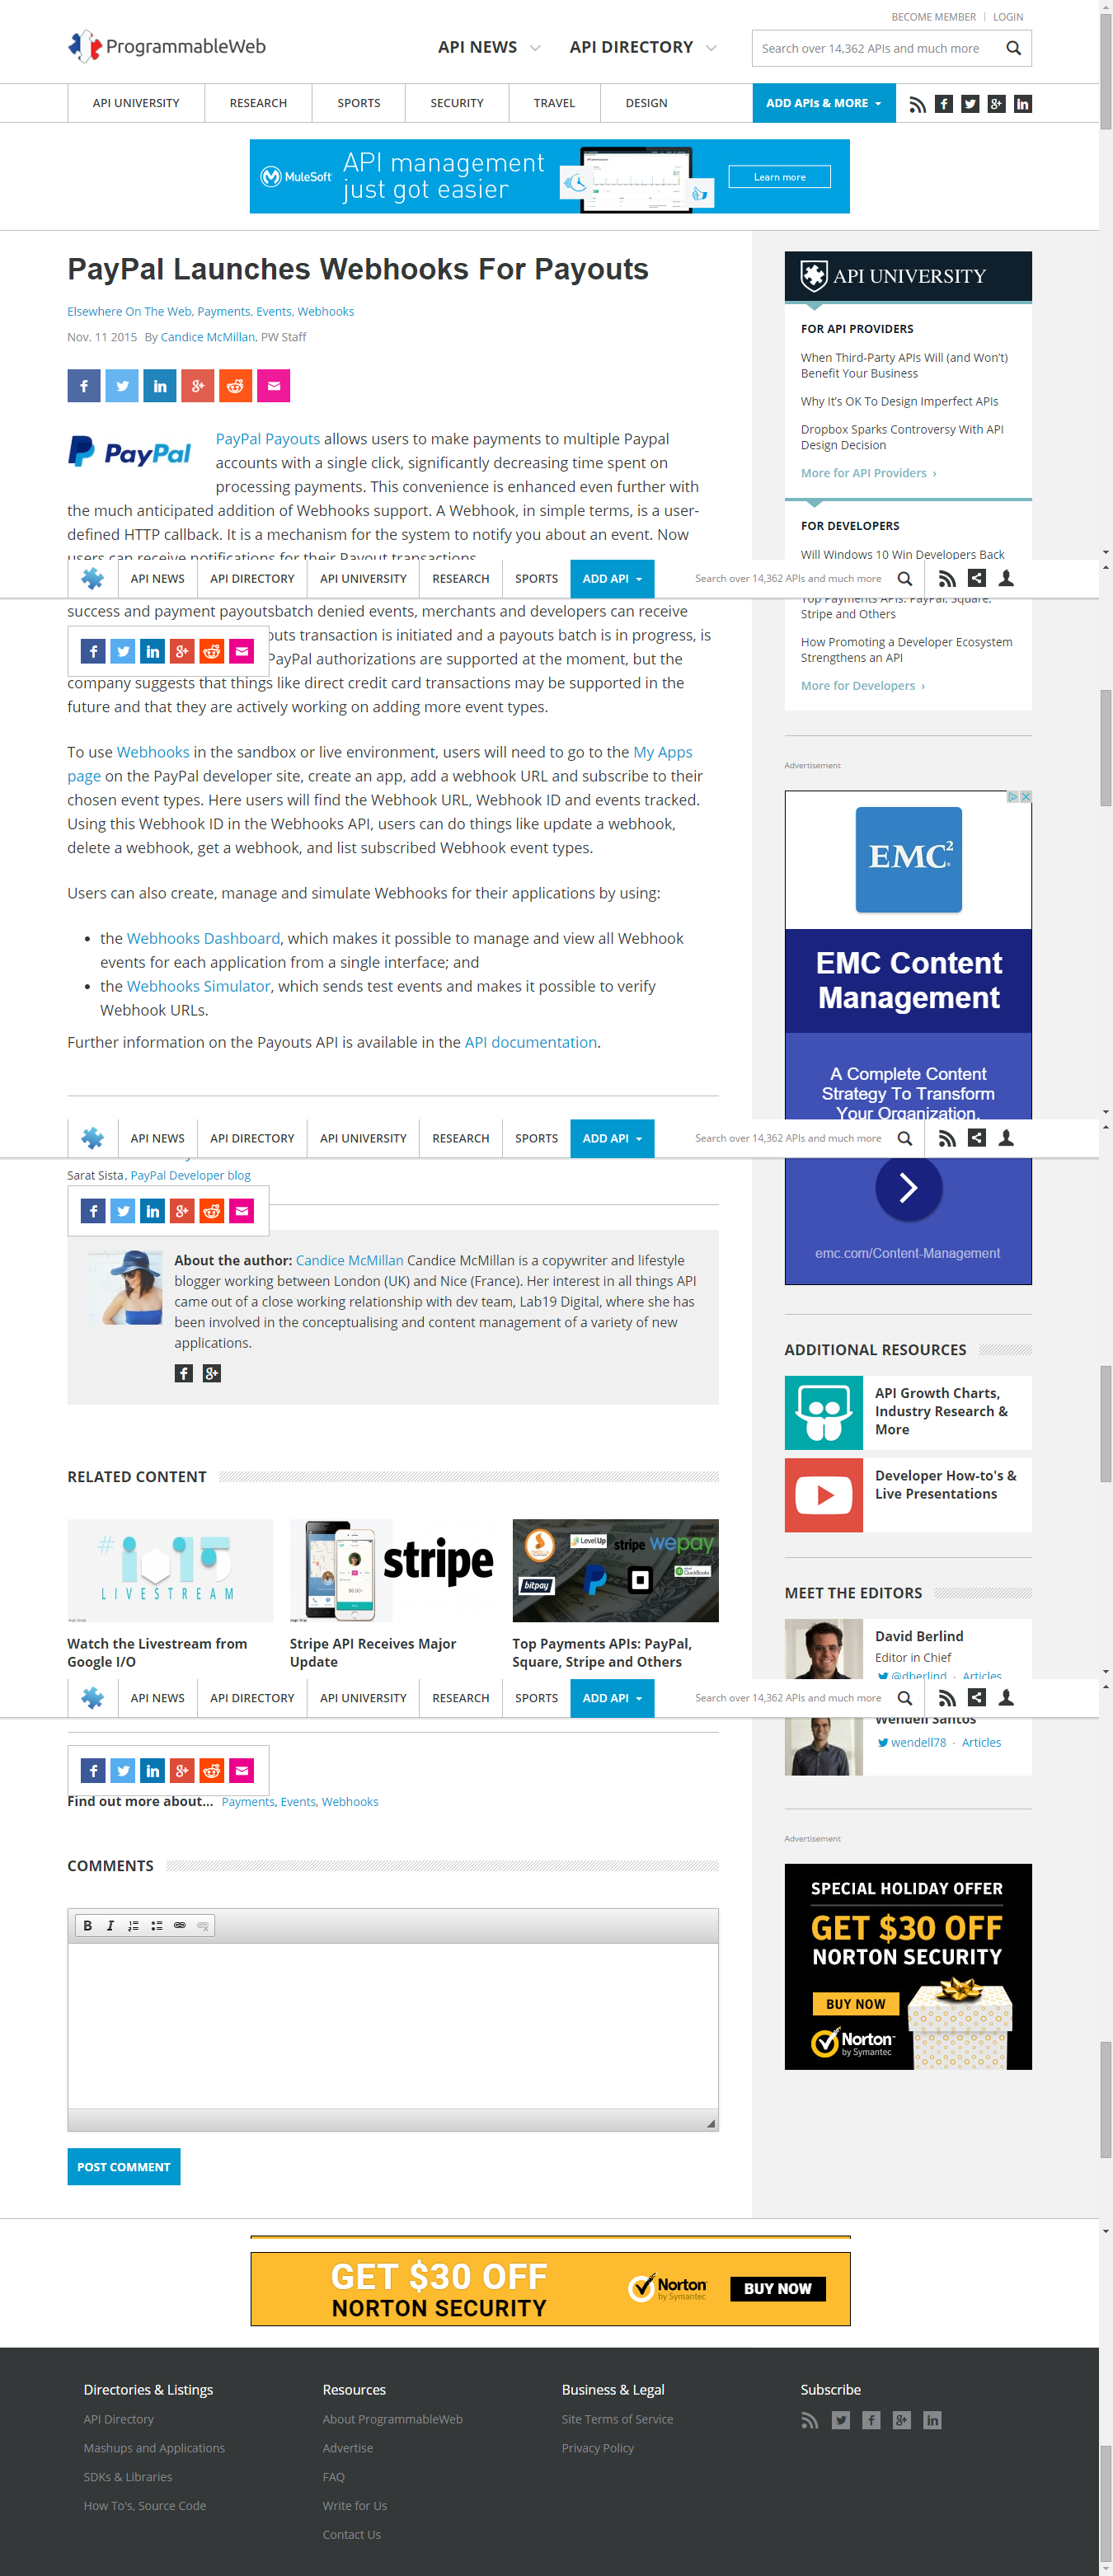 BECOME MEMBER | LOGIN
ProgrammableWeb
API NEWS
API DIRECTORY
Search over 14,362 APIs and much more
API UNIVERSITY
RESEARCH
SPORTS
SECURITY
TRAVEL
DESIGN
ADD APIs & MORE
MuleSoft
API management
just got easier
Learn more
PayPal Launches Webhooks For Payouts
Elsewhere On The Web, Payments, Events, Webhooks
Nov. 11 2015 By Candice McMillan, PW Staff
PayPal
PayPal Payouts allows users to make payments to multiple Paypal
accounts with a single click, significantly decreasing time spent on
processing payments. This convenience is enhanced even further with
the much anticipated addition of Webhooks support. A Webhook, in simple terms, is a user-
defined HTTP callback. It is a mechanism for the system to notify you about an event. Now
users can receive notifications for their Payout transactions.
API UNIVERSITY
FOR API PROVIDERS
When Third-Party APIs Will (and Won't)
Benefit Your Business
Why It's OK To Design Imperfect APIs
Dropbox Sparks Controversy With API
Design Decision
More for API Providers ›
FOR DEVELOPERS
Will Windows 10 Win Developers Back
API NEWS
API DIRECTORY
API UNIVERSITY
RESEARCH
SPORTS
ADD API
Search over 14,362 APIs and much more
success and payment payoutsbatch denied events, merchants and developers can receive
outs transaction is initiated and a payouts batch is in progress, is
PayPal authorizations are supported at the moment, but the
company suggests that things like direct credit card transactions may be supported in the
future and that they are actively working on adding more event types.
To use Webhooks in the sandbox or live environment, users will need to go to the My Apps
page on the PayPal developer site, create an app, add a webhook URL and subscribe to their
chosen event types. Here users will find the Webhook URL, Webhook ID and events tracked.
Using this Webhook ID in the Webhooks API, users can do things like update a webhook,
delete a webhook, get a webhook, and list subscribed Webhook event types.
Users can also create, manage and simulate Webhooks for their applications by using:
• the Webhooks Dashboard, which makes it possible to manage and view all Webhook
events for each application from a single interface; and
• the Webhooks Simulator, which sends test events and makes it possible to verify
Webhook URLs.
Further information on the Payouts API is available in the API documentation.
Top Payments APIs: PayPal, Square,
Stripe and Others
How Promoting a Developer Ecosystem
Strengthens an API
More for Developers ›
Advertisement
EMC²
EMC Content
Management
A Complete Content
Strategy To Transform
Your Organization.
API NEWS
API DIRECTORY
API UNIVERSITY
RESEARCH
SPORTS
ADD API
Search over 14,362 APIs and much more
Sarat Sista, PayPal Developer blog
About the author: Candice McMillan Candice McMillan is a copywriter and lifestyle
blogger working between London (UK) and Nice (France). Her interest in all things API
came out of a close working relationship with dev team, Lab19 Digital, where she has
been involved in the conceptualising and content management of a variety of new
applications.
emc.com/Content-Management
ADDITIONAL RESOURCES
API Growth Charts,
Industry Research &
More
Developer How-to's &
Live Presentations
RELATED CONTENT
#io15
LIVESTREAM
stripe
LevelUp
stripe
wepay
bitpay
QuickBooks
Watch the Livestream from
Google I/O
Stripe API Receives Major
Update
Top Payments APIs: PayPal,
Square, Stripe and Others
MEET THE EDITORS
David Berlind
Editor in Chief
@dberlind · Articles
API NEWS
API DIRECTORY
API UNIVERSITY
RESEARCH
SPORTS
ADD API
Search over 14,362 APIs and much more
Wendell Santos
wendell78 · Articles
Find out more about... Payments, Events, Webhooks
COMMENTS
B I
POST COMMENT
Advertisement
SPECIAL HOLIDAY OFFER
GET $30 OFF
NORTON SECURITY
BUY NOW
Norton
by Symantec
GET $30 OFF
NORTON SECURITY
Norton
by Symantec
BUY NOW
Directories & Listings
API Directory
Mashups and Applications
SDKs & Libraries
How To's, Source Code
Resources
About ProgrammableWeb
Advertise
FAQ
Write for Us
Contact Us
Business & Legal
Site Terms of Service
Privacy Policy
Subscribe